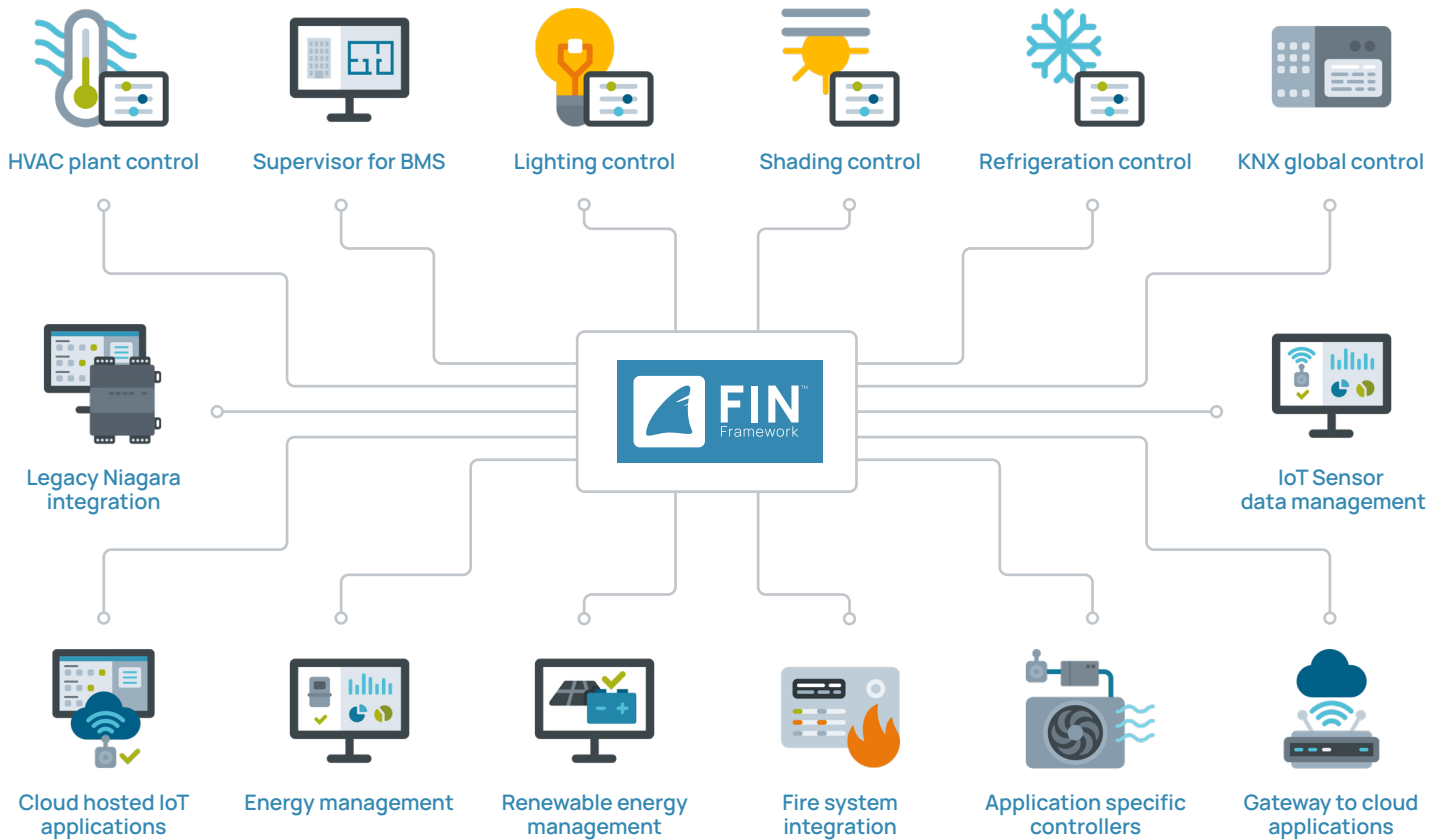 HVAC plant control
Supervisor for BMS
Lighting control
Shading control
Refrigeration control
KNX global control
Legacy Niagara
integration
FIN™
Framework
IoT Sensor
data management
Cloud hosted IoT
applications
Energy management
Renewable energy
management
Fire system
integration
Application specific
controllers
Gateway to cloud
applications